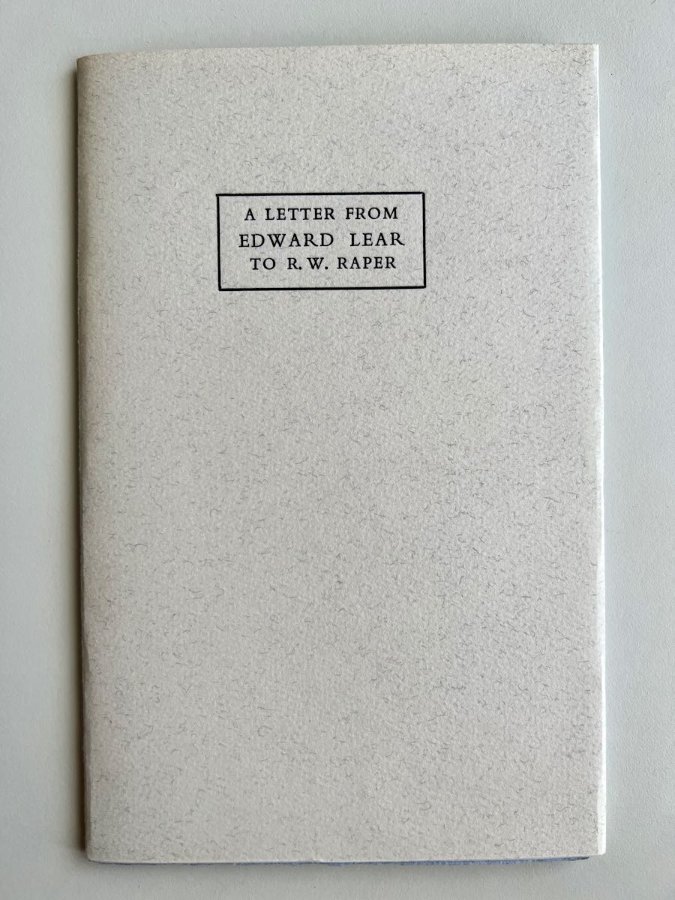 A LETTER FROM
EDWARD LEAR
TO R. W. RAPER